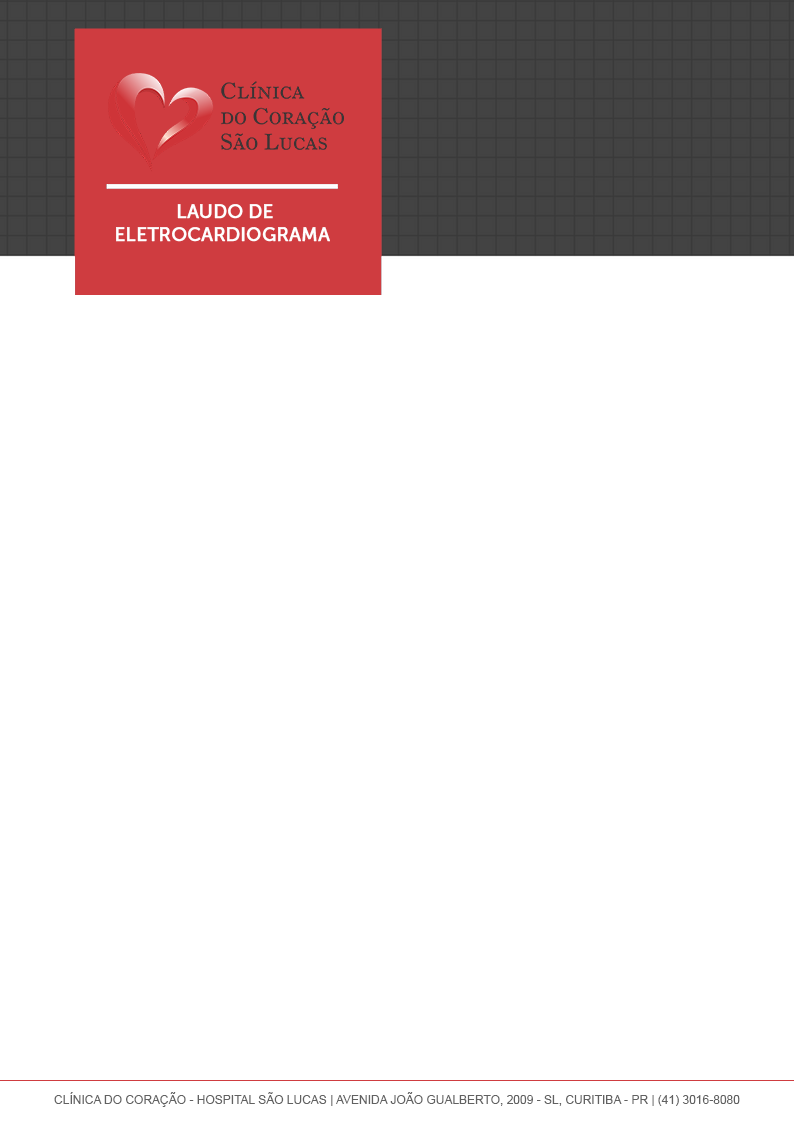 CLÍNICA
DO CORAÇÃO
SÃO LUCAS
LAUDO DE
ELETROCARDIOGRAMA
CLÍNICA DO CORAÇÃO - HOSPITAL SÃO LUCAS | AVENIDA JOÃO GUALBERTO, 2009 - SL, CURITIBA - PR | (41) 3016-8080